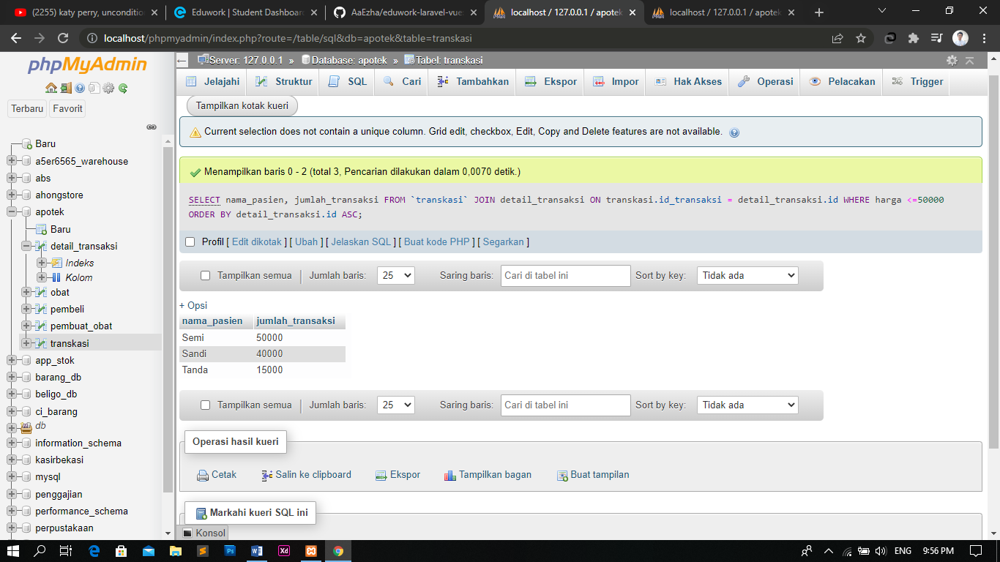 (2255) katy perry, unconditio
Eduwork | Student Dashboard
AaEzha/eduwork-laravel-vue
localhost / 127.0.0.1 / apotek
localhost / 127.0.0.1 / apotek
localhost/phpmyadmin/index.php?route=/table/sql&db=apotek&table=transkasi
phpMyAdmin
Terbaru
Favorit
Baru
a5er6565_warehouse
abs
ahongstore
apotek
Baru
detail_transaksi
Indeks
Kolom
obat
pembeli
pembuat_obat
transkasi
app_stok
barang_db
beligo_db
ci_barang
db
information_schema
kasirbekasi
mysql
penggajian
performance_schema
perpustakaan
Server: 127.0.0.1 » Database: apotek » Tabel: transkasi
Jelajahi
Struktur
SQL
Cari
Tambahkan
Ekspor
Impor
Hak Akses
Operasi
Pelacakan
Trigger
Tampilkan kotak kueri
Current selection does not contain a unique column. Grid edit, checkbox, Edit, Copy and Delete features are not available.
Menampilkan baris 0 - 2 (total 3, Pencarian dilakukan dalam 0,0070 detik.)
SELECT nama_pasien, jumlah_transaksi FROM `transkasi` JOIN detail_transaksi ON transkasi.id_transaksi = detail_transaksi.id WHERE harga <=50000
ORDER BY detail_transaksi.id ASC;
Profil [ Edit dikotak ] [ Ubah ] [ Jelaskan SQL ] [ Buat kode PHP ] [ Segarkan ]
Tampilkan semua | Jumlah baris: 25 Saring baris: Cari di tabel ini Sort by key: Tidak ada
+ Opsi
nama_pasien jumlah_transaksi
Semi 50000
Sandi 40000
Tanda 15000
Tampilkan semua | Jumlah baris: 25 Saring baris: Cari di tabel ini Sort by key: Tidak ada
Operasi hasil kueri
Cetak
Salin ke clipboard
Ekspor
Tampilkan bagan
Buat tampilan
Markahi kueri SQL ini
Konsol
ENG
9:56 PM